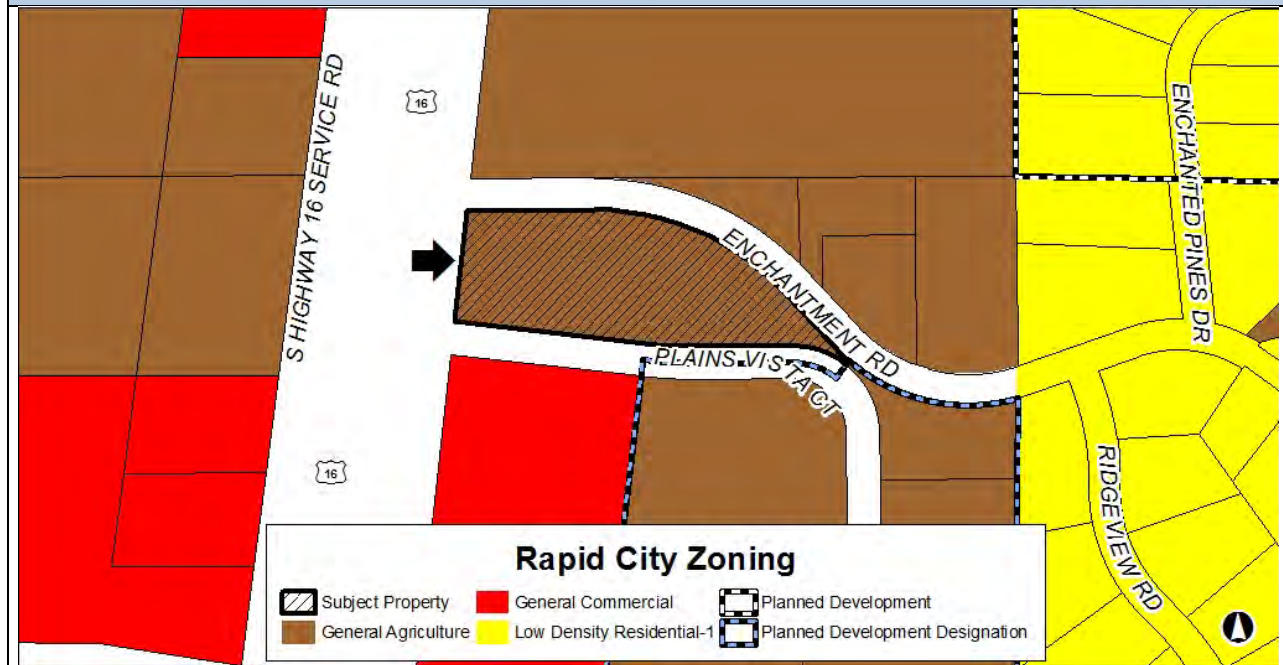 16
S HIGHWAY 16 SERVICE RD
ENCHANTED PINES DR
ENCHANTMENT RD
PLAINS VISTA CT
RIDGEVIEW RD
16
Rapid City Zoning
Subject Property
General Commercial
Planned Development
General Agriculture
Low Density Residential-1
Planned Development Designation